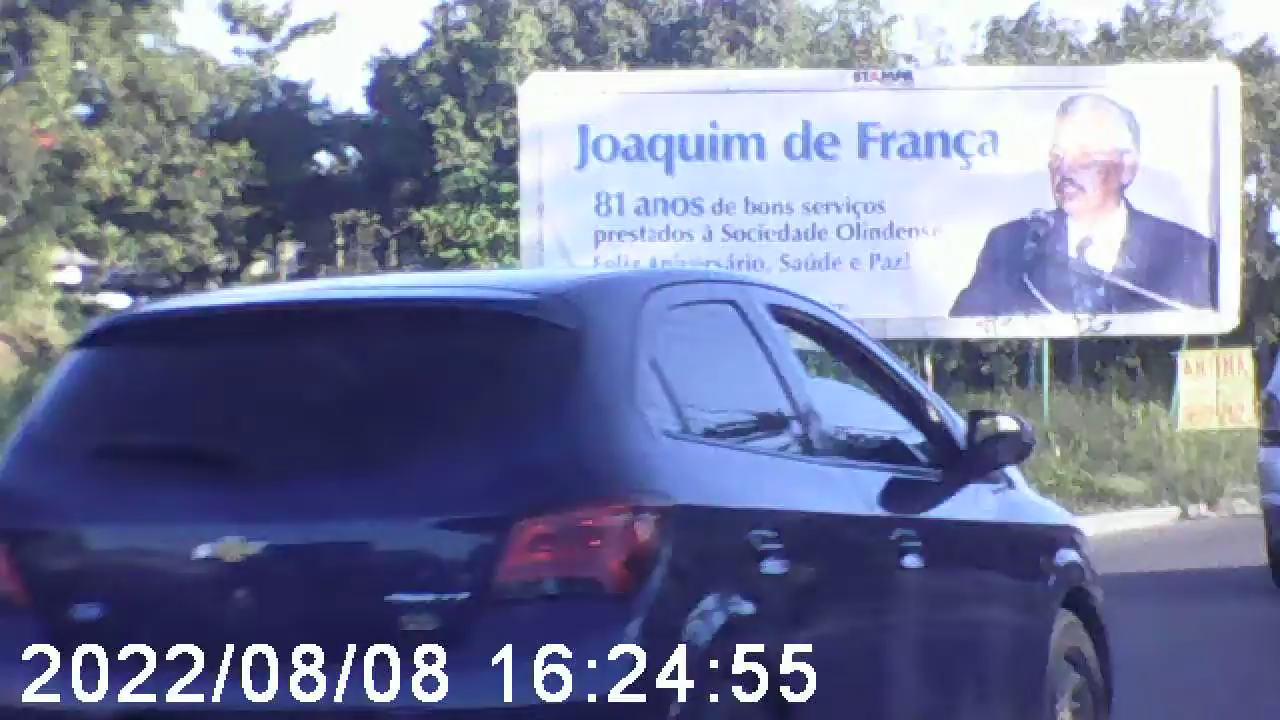 STAMPA
Joaquim de França
81 anos de bons serviços
prestados à Sociedade Olindense
Feliz Aniversário, Saúde e Paz!
2022/08/08 16:24:55